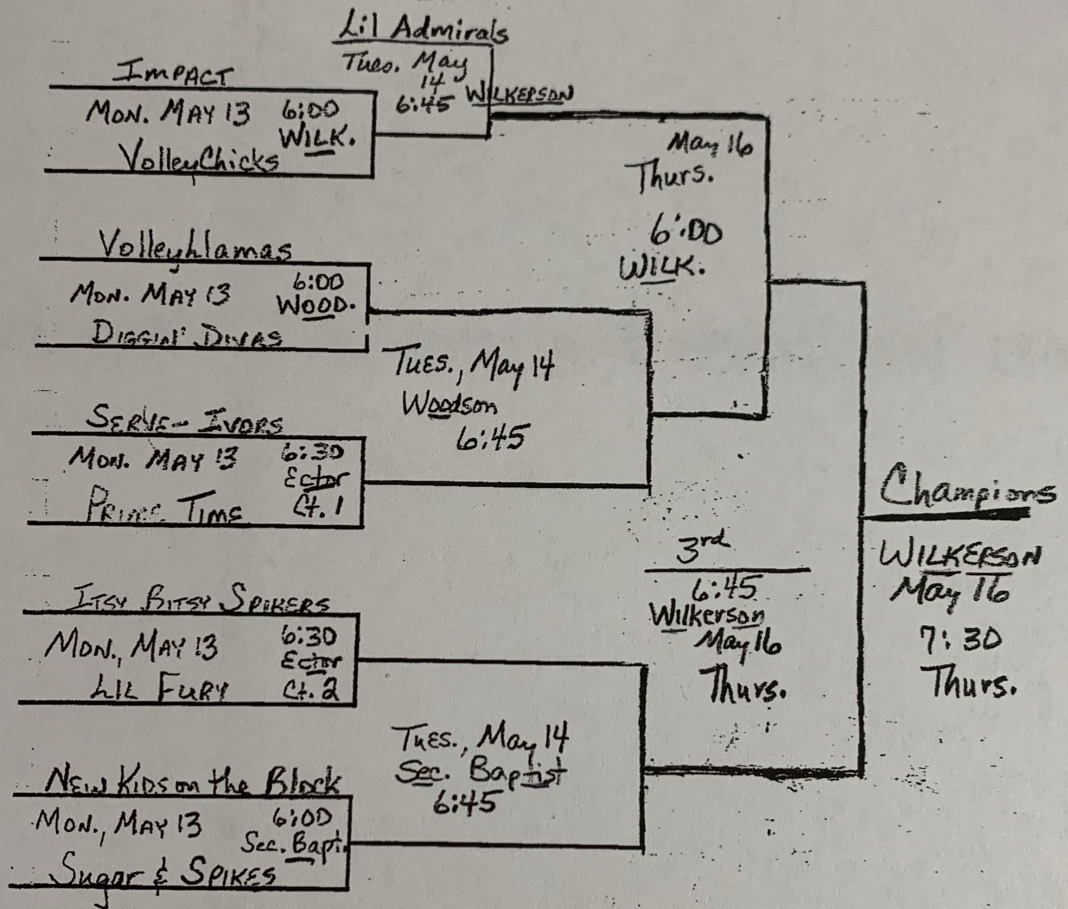 Lil Admirals
Tues. May
14
6:45 WILKERSON
IMPACT
MON. MAY 13 6:00
WILK.
VolleyChicks
Volleyhlamas
MON. MAY 13 6:00
WOOD.
DIGGIN' DIVAS
TUES., May 14
Woodson
6:45
SERVE-IVORS
MON. MAY 13 6:30
Ector
Ct. 1
PRIME TIME
May 16
Thurs.
6:00
WILK.
ITSY BITSY SPIKERS
MON., MAY 13 6:30
Ector
LIL FURY Ct. 2
NEW KIDS on the Block
MON., MAY 13 6:00
Sec. Bapt.
Sugar & SPIKES
TUES., May 14
Sec. Baptist
6:45
3rd
6:45
Wilkerson
May 16
Thurs.
Champions
WILKERSON
May 16
7:30
Thurs.